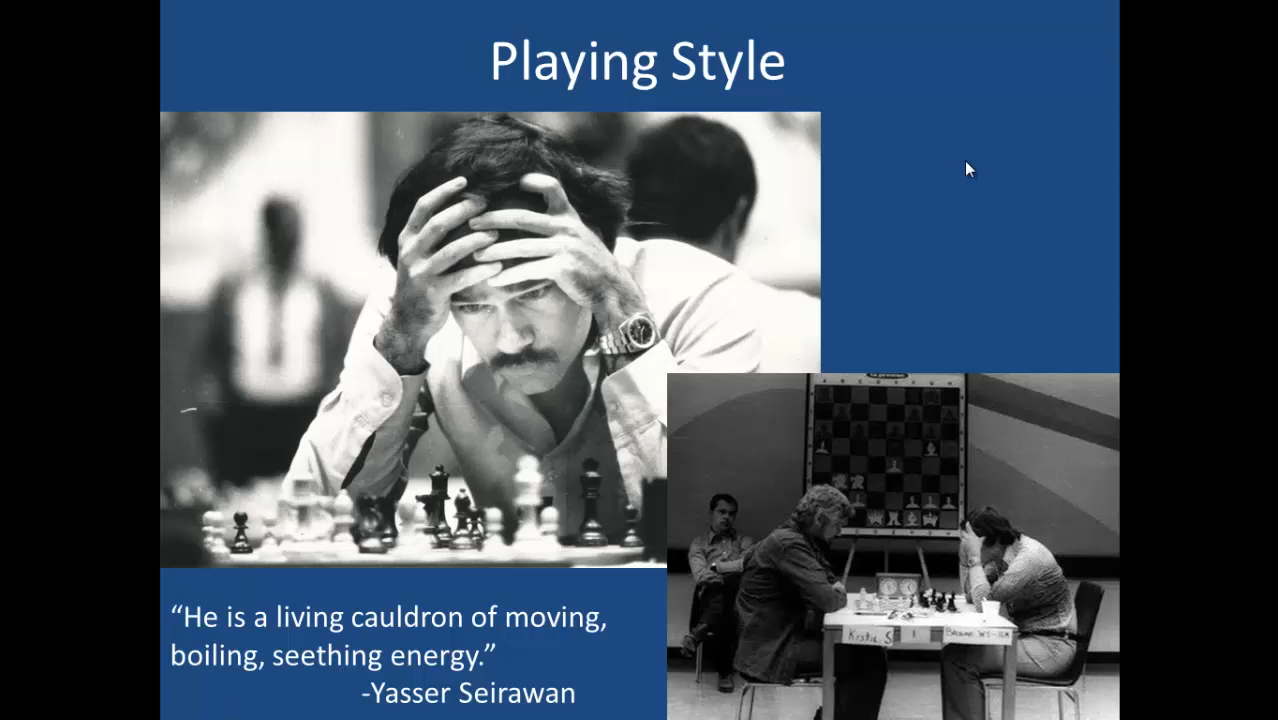 Playing Style
“He is a living cauldron of moving,
boiling, seething energy.”
-Yasser Seirawan